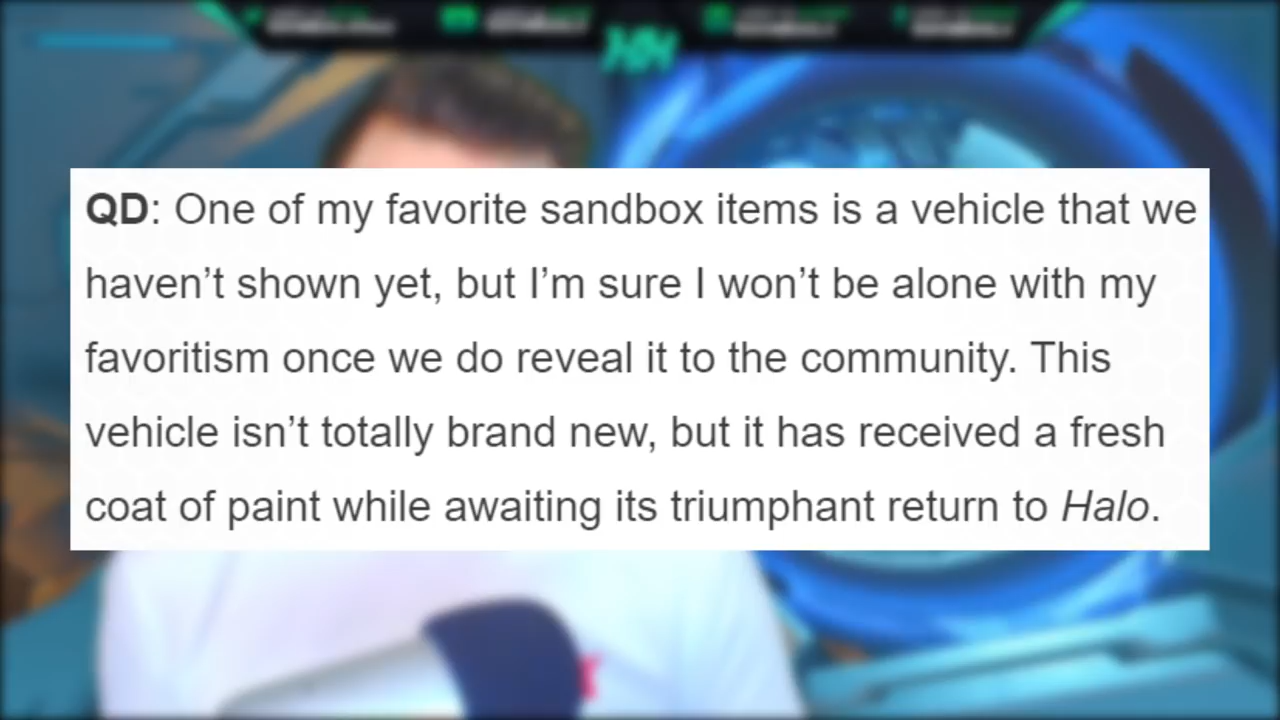 HH
QD: One of my favorite sandbox items is a vehicle that we
haven’t shown yet, but I’m sure I won’t be alone with my
favoritism once we do reveal it to the community. This
vehicle isn’t totally brand new, but it has received a fresh
coat of paint while awaiting its triumphant return to Halo.